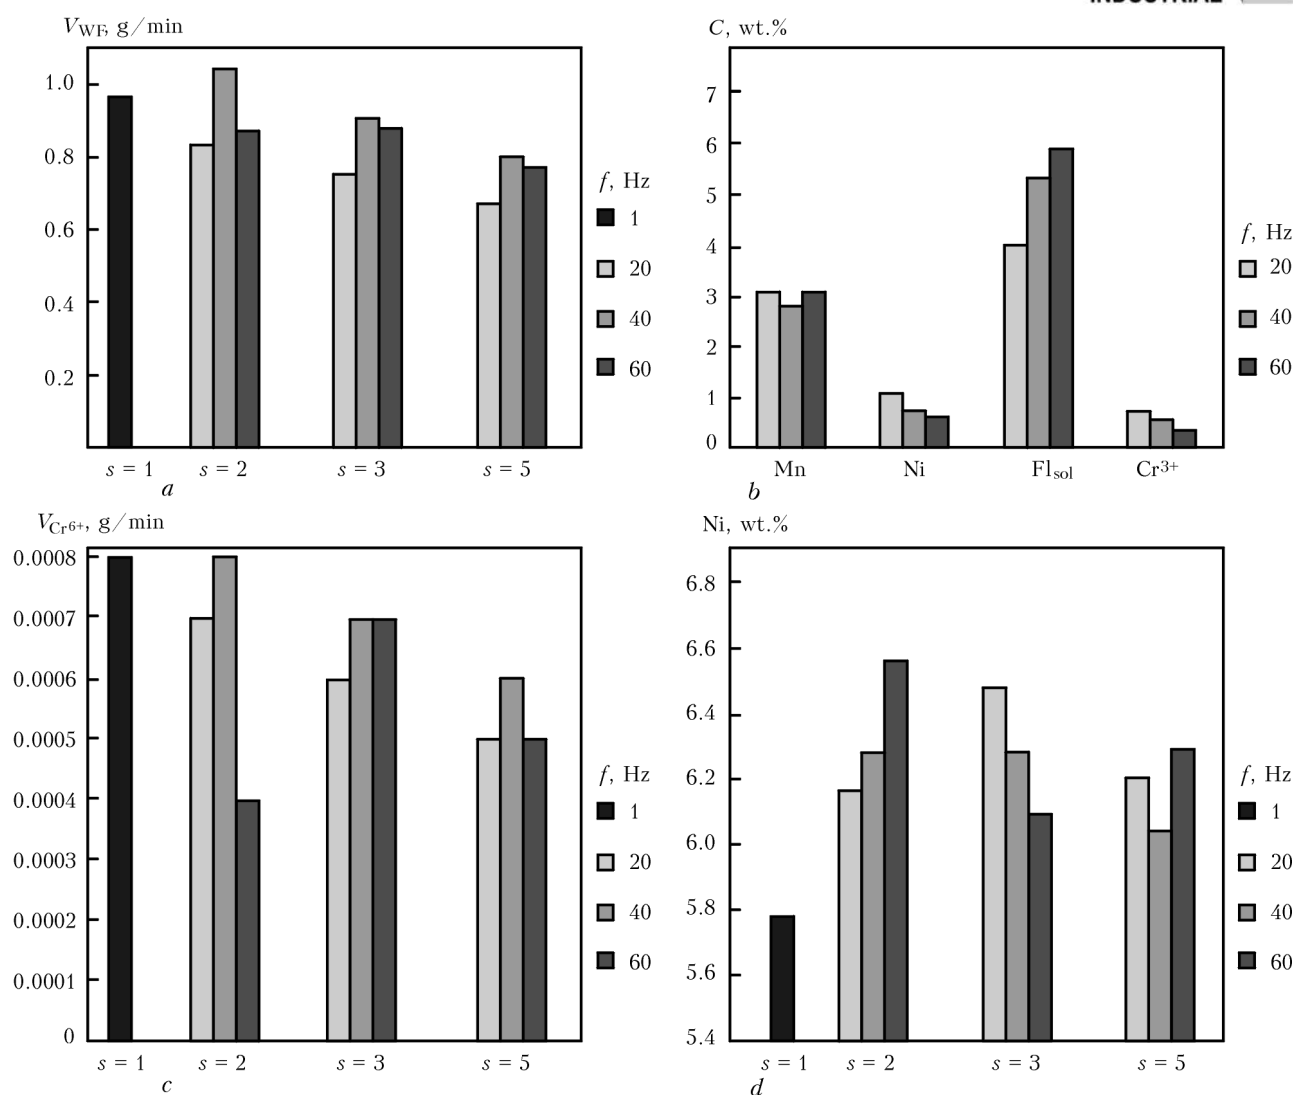 INDUSTRIAL
V_WF, g/min
1.0
0.8
0.6
0.4
0.2
s = 1 s = 2 s = 3 s = 5
a
f, Hz
1
20
40
60
C, wt.%
7
6
5
4
3
2
1
0
Mn Ni Fl_sol Cr³⁺
b
f, Hz
20
40
60
V_Cr⁶⁺, g/min
0.0008
0.0007
0.0006
0.0005
0.0004
0.0003
0.0002
0.0001
0
s = 1 s = 2 s = 3 s = 5
c
f, Hz
1
20
40
60
Ni, wt.%
6.8
6.6
6.4
6.2
6.0
5.8
5.6
5.4
s = 1 s = 2 s = 3 s = 5
d
f, Hz
1
20
40
60